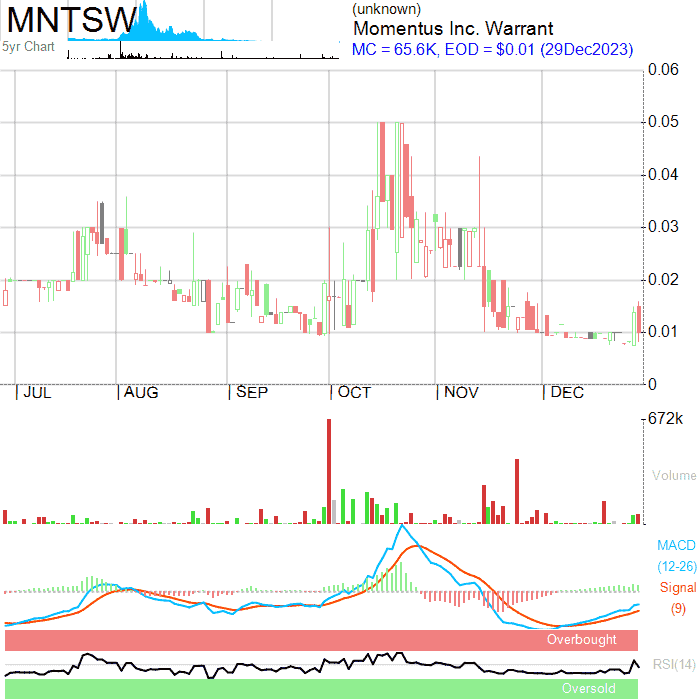 MNTSW
5yr Chart
(unknown)
Momentus Inc. Warrant
MC = 65.6K, EOD = $0.01 (29Dec2023)
0.06
0.05
0.04
0.03
0.02
0.01
0
| JUL | AUG | SEP | OCT | NOV | DEC
672k
Volume
MACD
(12-26)
Signal
(9)
Overbought
RSI(14)
Oversold